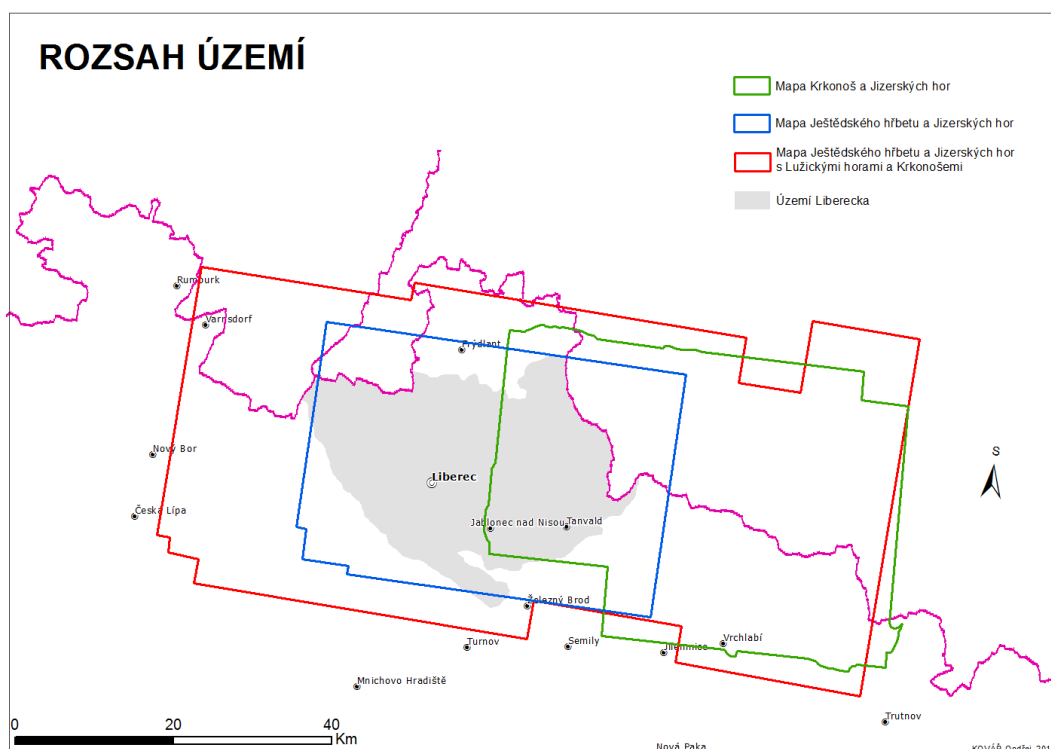 ROZSAH ÚZEMÍ
Mapa Krkonoš a Jizerských hor
Mapa Ještědského hřbetu a Jizerských hor
Mapa Ještědského hřbetu a Jizerských hor
s Lužickými horami a Krkonošemi
Území Liberecka
Rumburk
Varnsdorf
Frýdlant
Nový Bor
Liberec
S
Česká Lípa
Jablonec nad Nisou
Tanvald
Železný Brod
Turnov
Semily
Jilemnice
Vrchlabí
Mnichovo Hradiště
Trutnov
0 20 40
Km
Nová Paka
KOVÁŘ Ondřej